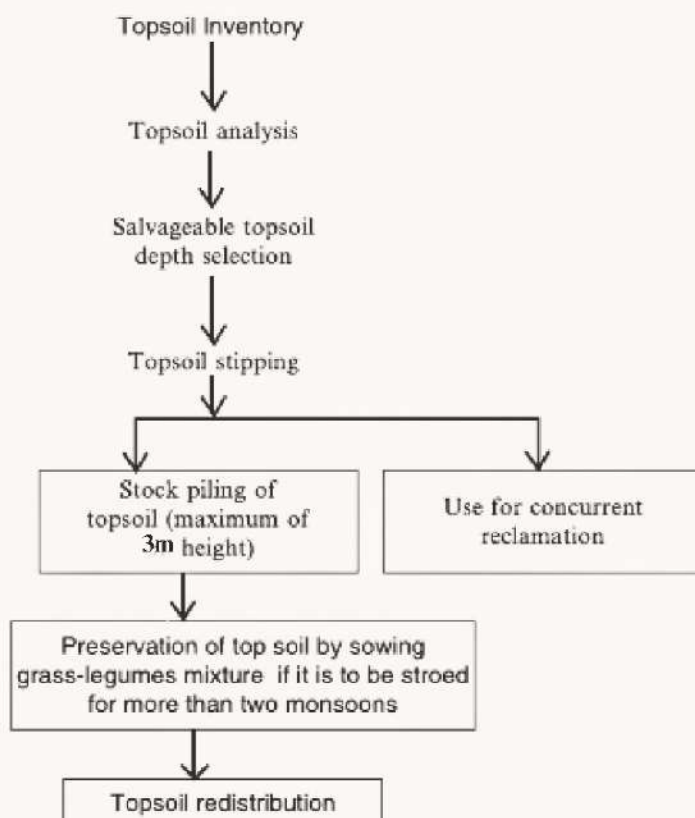 Topsoil Inventory
Topsoil analysis
Salvageable topsoil
depth selection
Topsoil stipping
Stock piling of
topsoil (maximum of
3m height)
Use for concurrent
reclamation
Preservation of top soil by sowing
grass-legumes mixture if it is to be stroed
for more than two monsoons
Topsoil redistribution